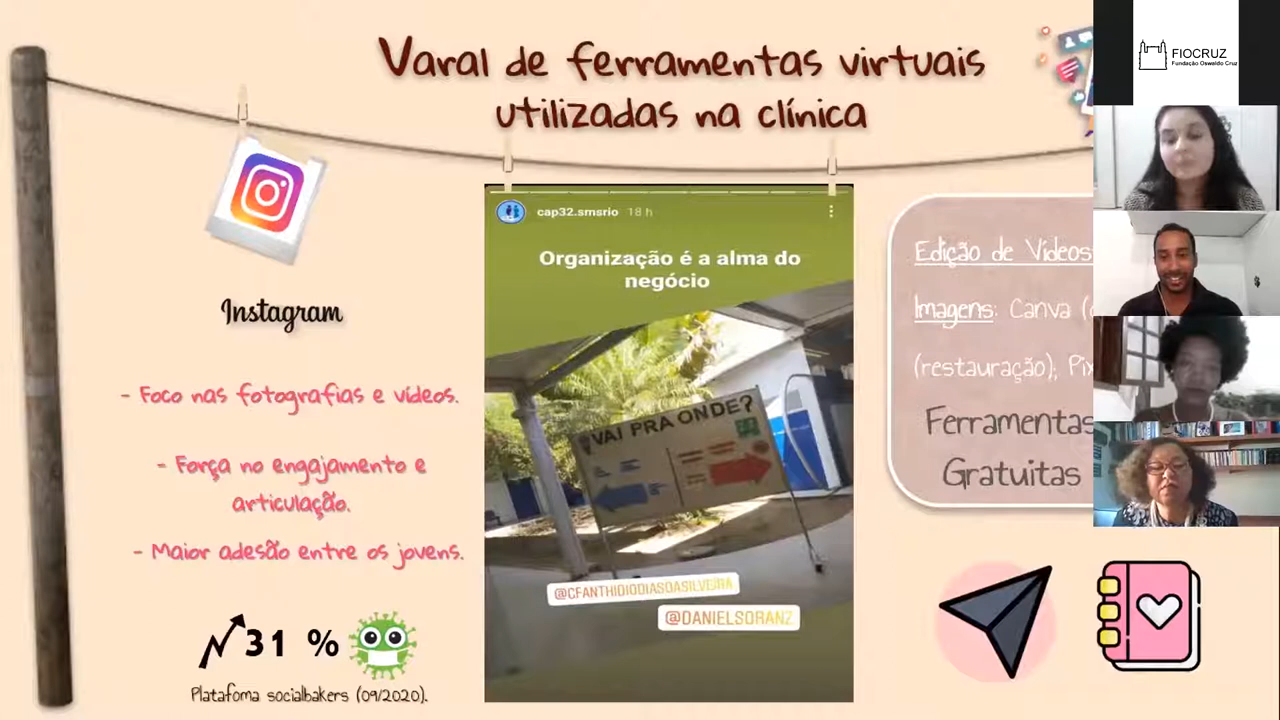 Varal de ferramentas virtuais
utilizadas na clínica
Instagram
- Foco nas fotografias e vídeos.
- Força no engajamento e
articulação.
- Maior adesão entre os jovens.
31 %
Platafoma socialbakers (09/2020).
cap32.smsrio 18 h
Organização é a alma do
negócio
VAI PRA ONDE?
@CFANTHIDIODIASDASILVEIRA
@DANIELSORANZ
Edição de Vídeos
Imagens: Canva (
(restauração); Pix
Ferramentas
Gratuitas
FIOCRUZ
Fundação Oswaldo Cruz